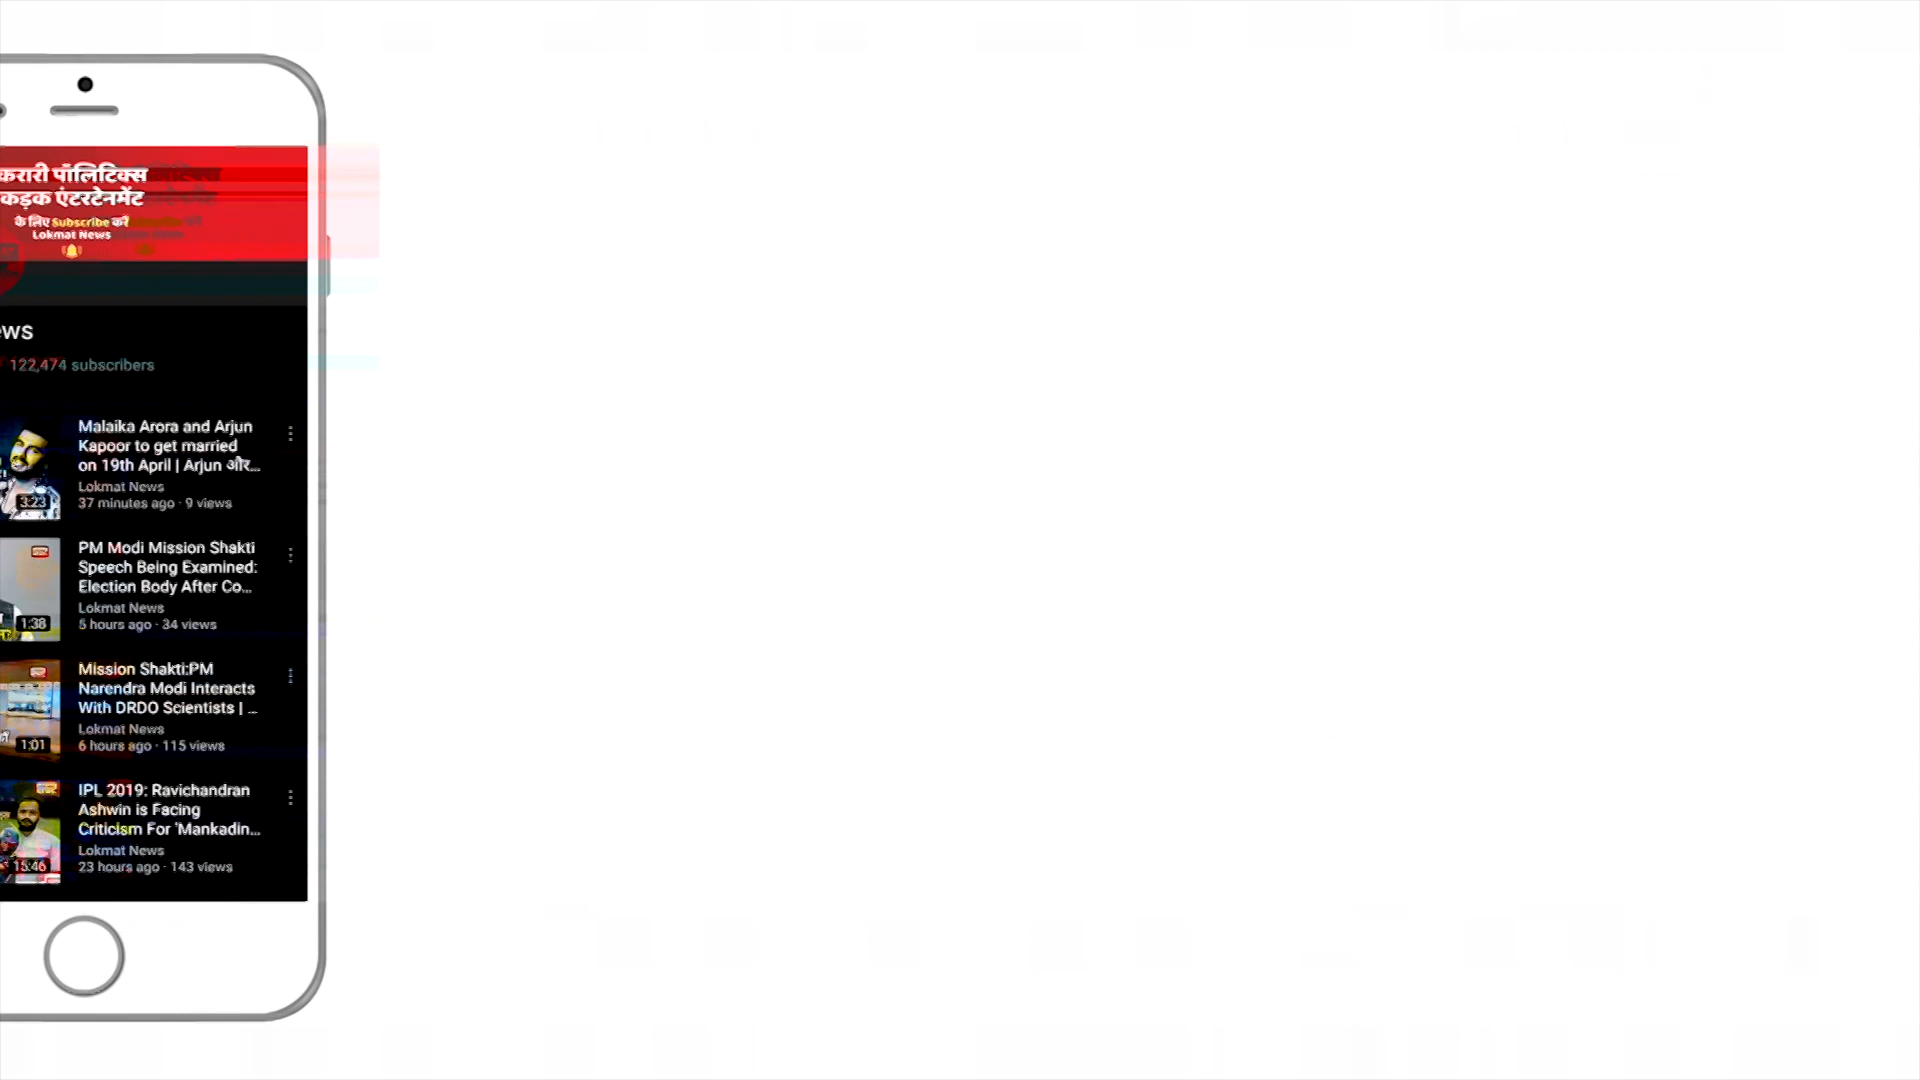 करारी पॉलिटिक्स
कड़क एंटरटेनमेंट
के लिए Subscribe करें
Lokmat News
ews
122,474 subscribers
Malaika Arora and Arjun
Kapoor to get married
on 19th April | Arjun और...
Lokmat News
37 minutes ago · 9 views
3:23
PM Modi Mission Shakti
Speech Being Examined:
Election Body After Co...
Lokmat News
5 hours ago · 34 views
1:38
Mission Shakti:PM
Narendra Modi Interacts
With DRDO Scientists | ...
Lokmat News
6 hours ago · 115 views
1:01
IPL 2019: Ravichandran
Ashwin is Facing
Criticism For 'Mankadin...
Lokmat News
23 hours ago · 143 views
15:46